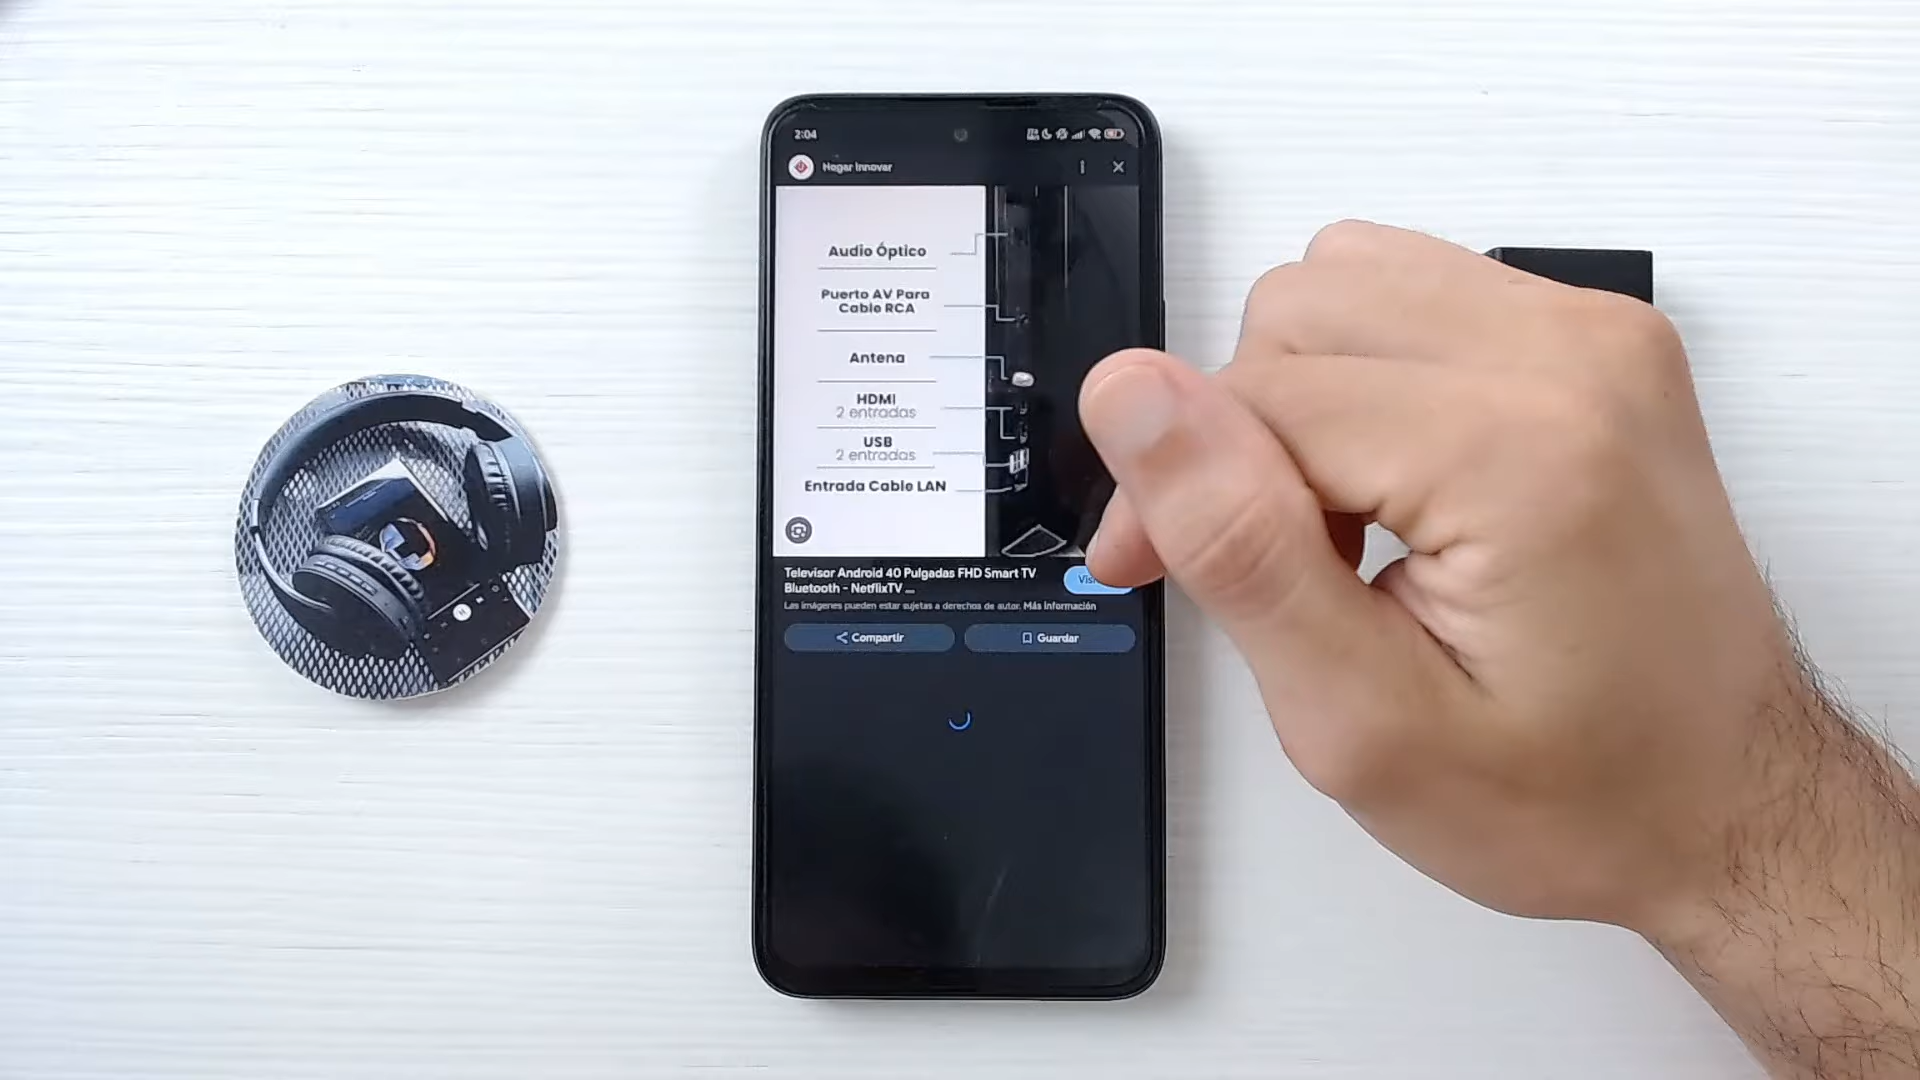 2:04
Hogar Innovar
Audio Óptico
Puerto AV Para
Cable RCA
Antena
HDMI
2 entradas
USB
2 entradas
Entrada Cable LAN
Televisor Android 40 Pulgadas FHD Smart TV
Bluetooth - NetflixTV ...
Las imágenes pueden estar sujetas a derechos de autor. Más información
Compartir
Guardar